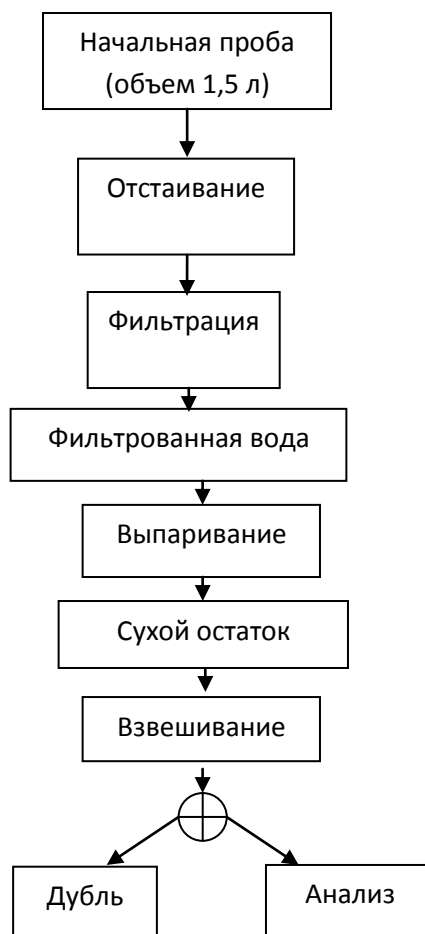 Начальная проба
(объем 1,5 л)
Отстаивание
Фильтрация
Фильтрованная вода
Выпаривание
Сухой остаток
Взвешивание
Дубль
Анализ